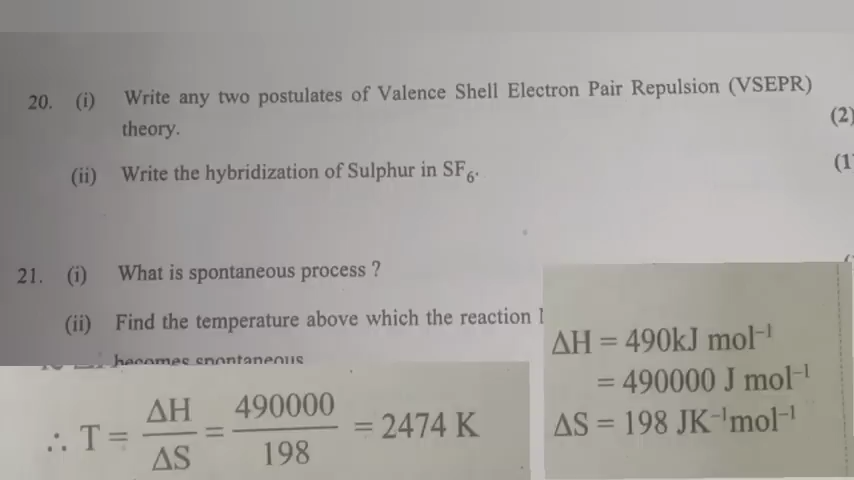 20. (i) Write any two postulates of Valence Shell Electron Pair Repulsion (VSEPR)
theory.
(2)
(ii) Write the hybridization of Sulphur in SF₆.
(1
21. (i) What is spontaneous process ?
(ii) Find the temperature above which the reaction
becomes spontaneous
ΔH = 490kJ mol⁻¹
= 490000 J mol⁻¹
ΔS = 198 JK⁻¹mol⁻¹
∴ T = ΔH/ΔS = 490000/198 = 2474 K